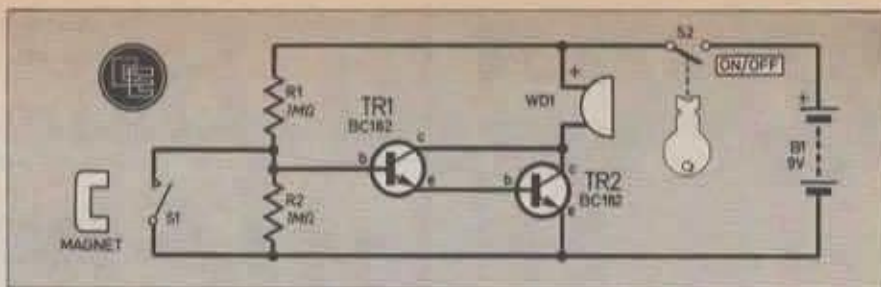 S2
ON/OFF
+
WD1
R1
1MΩ
TR1
BC182
c
b
e
+
B1
9V
c
b
TR2
BC182
e
R2
1MΩ
S1
MAGNET